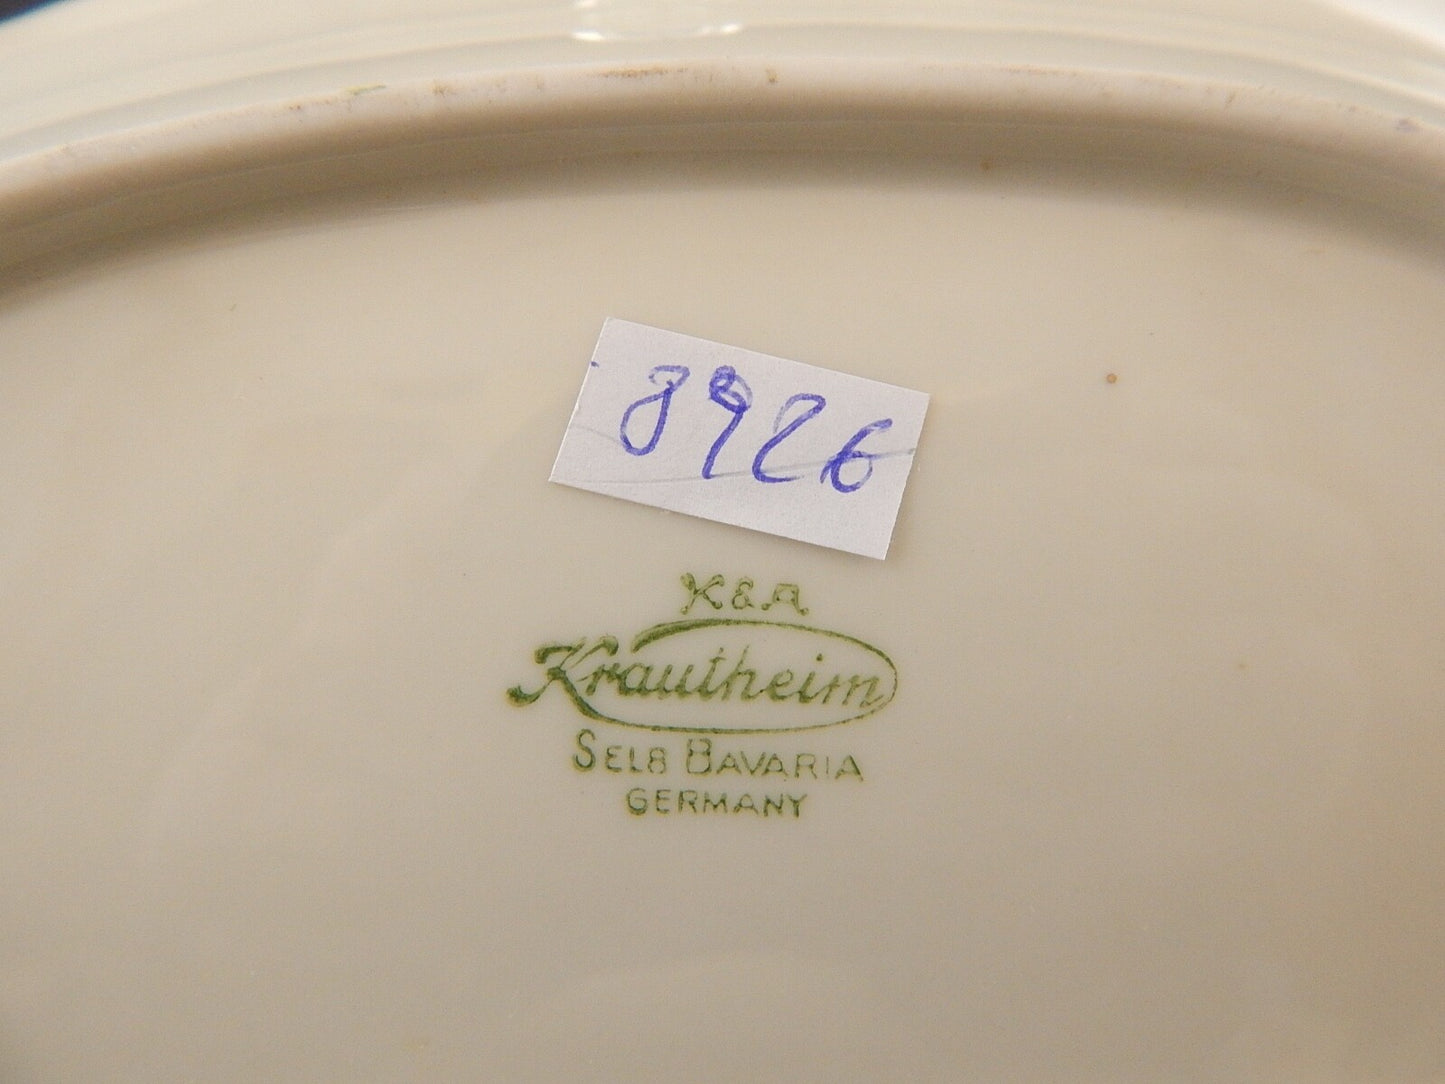 8926
K&A
Krautheim
SELB BAVARIA
GERMANY